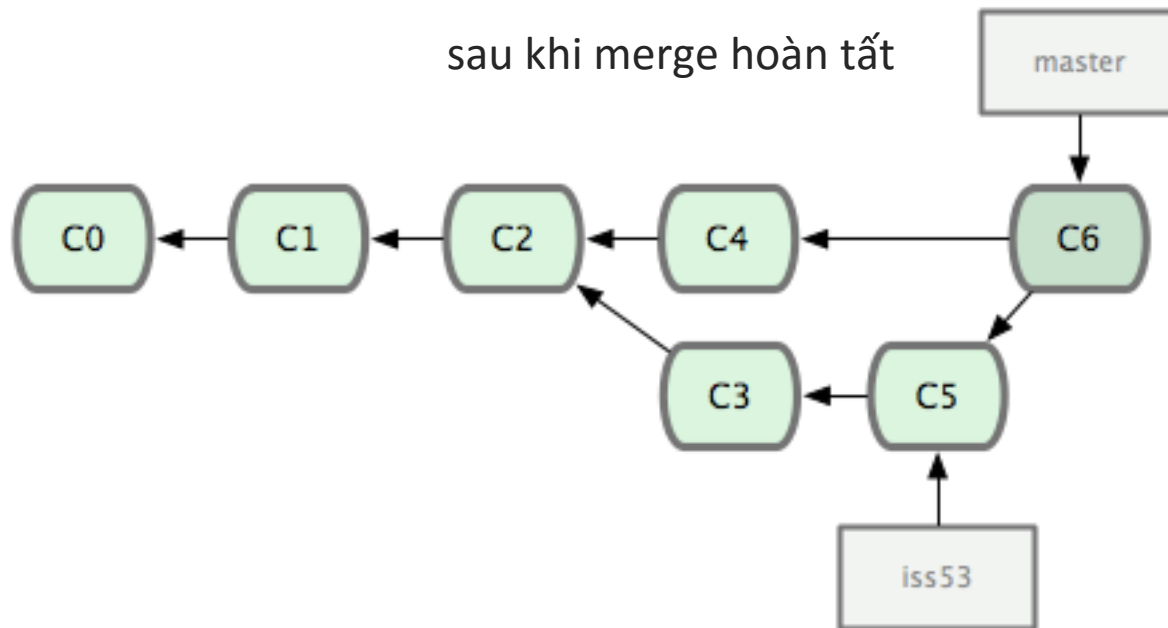 sau khi merge hoàn tất
master
C0
C1
C2
C4
C6
C3
C5
iss53